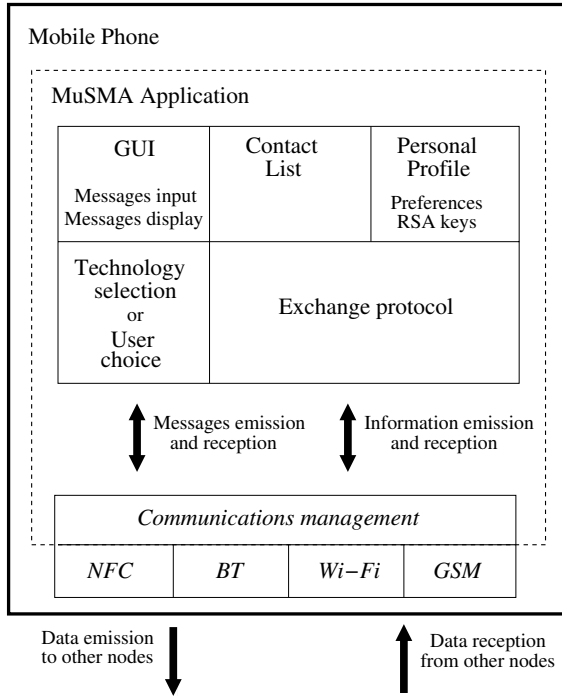 Mobile Phone
MuSMA Application
GUI
Messages input
Messages display
Contact
List
Personal
Profile
Preferences
RSA keys
Technology
selection
or
User
choice
Exchange protocol
Messages emission
and reception
Information emission
and reception
Communications management
NFC
BT
Wi−Fi
GSM
Data emission
to other nodes
Data reception
from other nodes